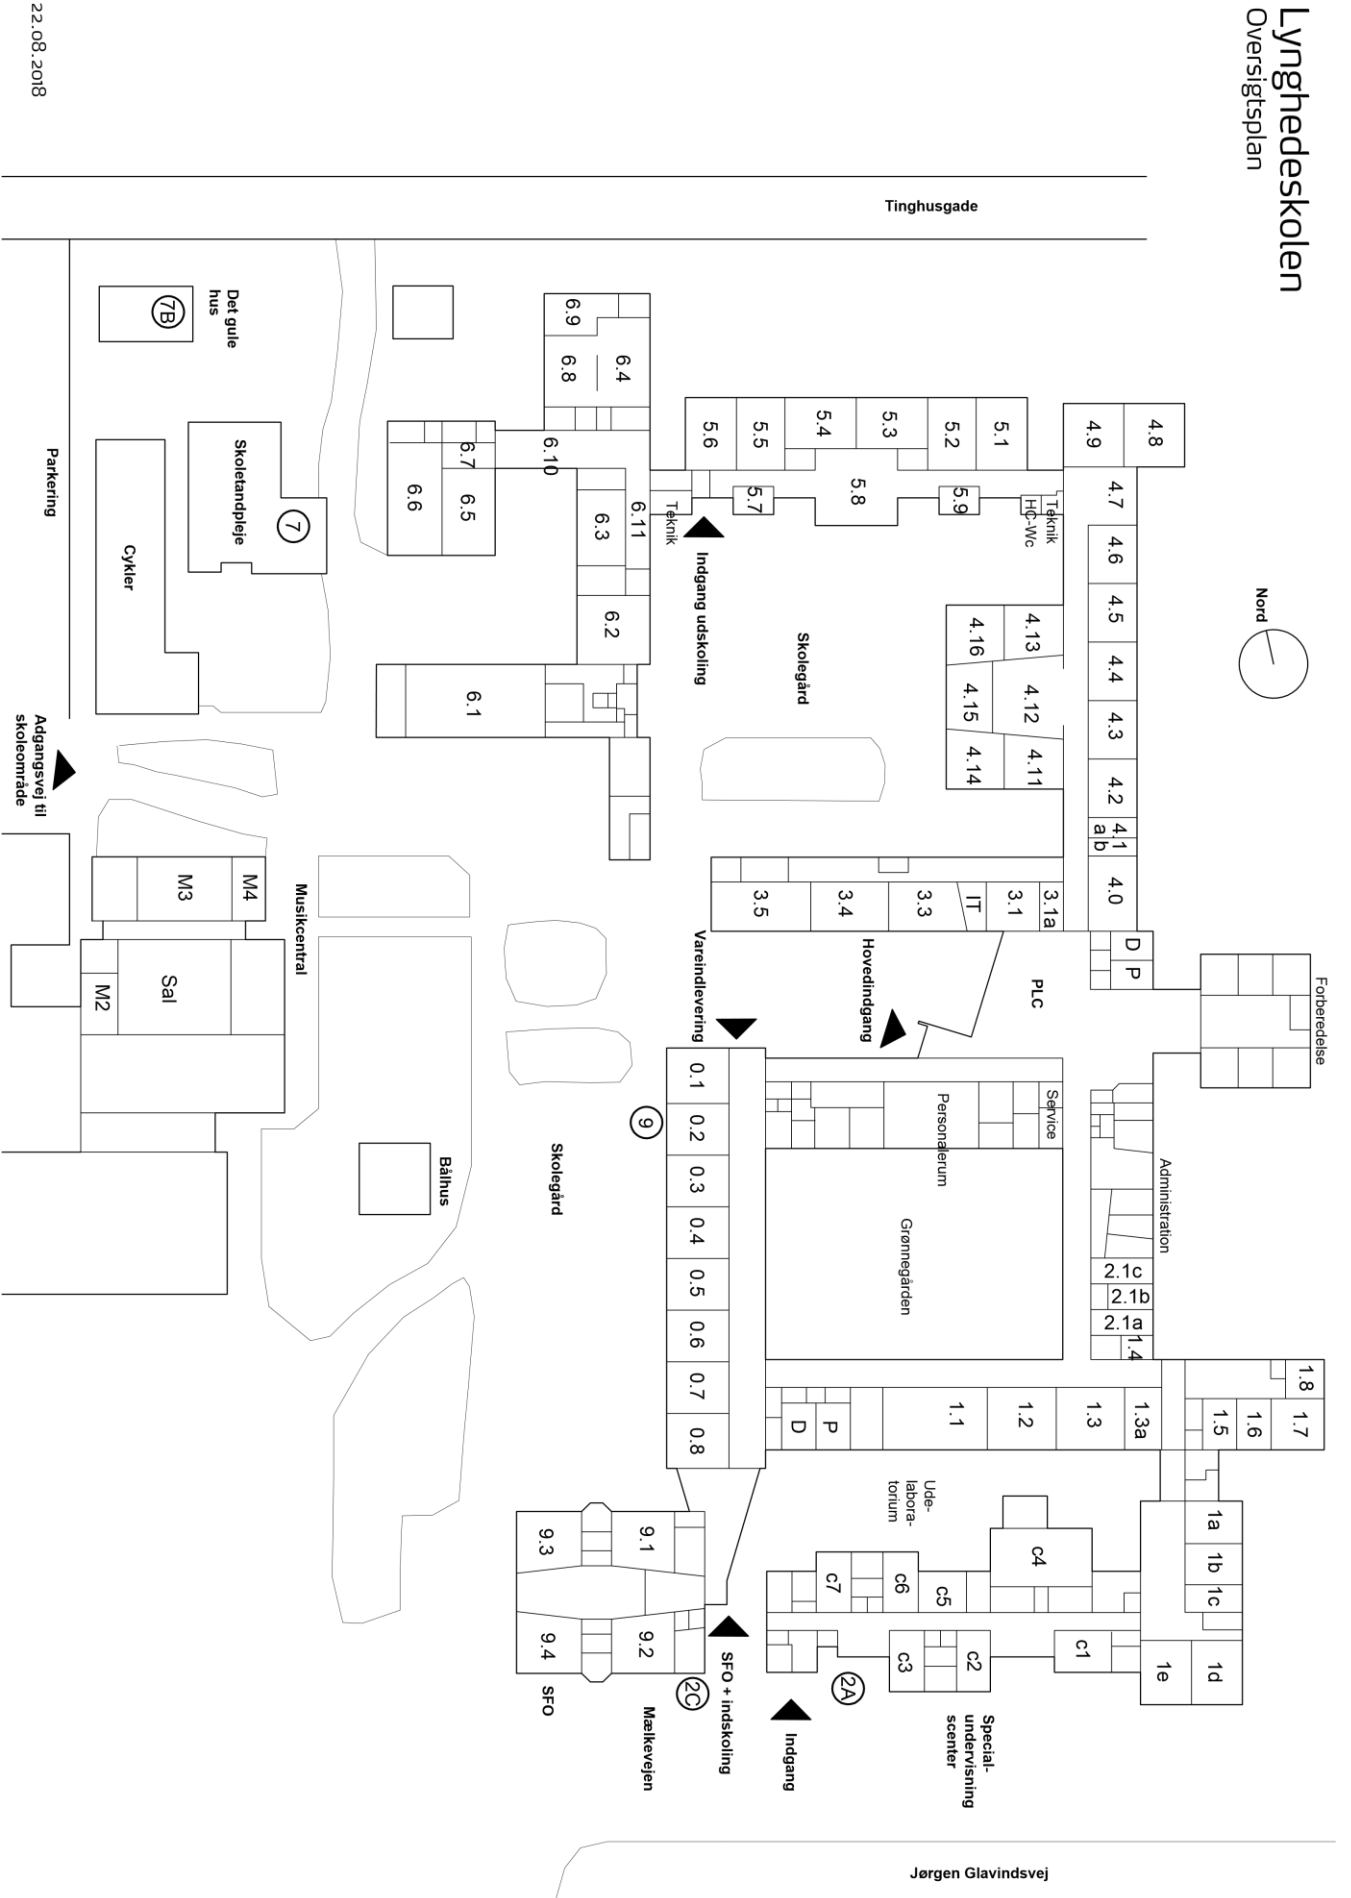 Lynghedeskolen
Oversigtsplan
22.08.2018
Tinghusgade
Det gule
hus
7B
Skoletandpleje
7
Cykler
Parkering
Adgangsvej til
skoleområde
6.9
6.8
6.4
6.10
6.7
6.6
6.5
6.3
6.11
6.2
6.1
Teknik
Indgang udskoling
5.6
5.5
5.4
5.3
5.2
5.1
5.7
5.8
5.9
HC-Wc
Teknik
4.9
4.8
4.7
4.6
4.5
4.4
4.3
4.2
4.1
a b
4.0
4.13
4.16
4.12
4.15
4.11
4.14
Nord
Skolegård
3.5
3.4
3.3
IT
3.1
3.1a
D
P
Forberedelse
PLC
Hovedindgang
Vareindlevering
Musikcentral
M4
M3
M2
Sal
Bålhus
Skolegård
9
0.1
0.2
0.3
0.4
0.5
0.6
0.7
0.8
Service
Personalerum
Grønnegården
Administration
2.1c
2.1b
2.1a
1.4
1.8
1.7
1.6
1.5
1.3a
1.3
1.2
1.1
P
D
Ude-
labora-
torium
1a
1b
1c
1d
1e
c4
c5
c6
c7
c1
c2
c3
2A
Special-
undervisning
scenter
Indgang
SFO + indskoling
2C
Mælkevejen
SFO
9.1
9.3
9.2
9.4
Jørgen Glavindsvej